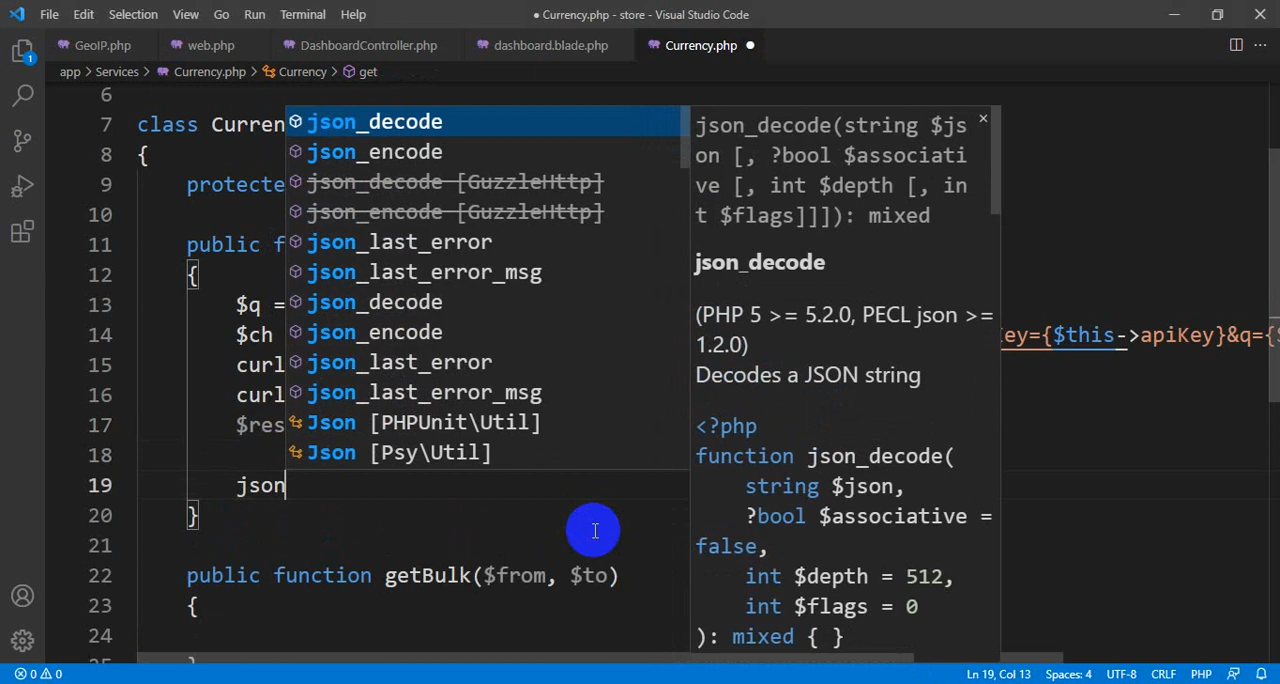 File Edit Selection View Go Run Terminal Help
● Currency.php - store - Visual Studio Code
GeoIP.php web.php DashboardController.php dashboard.blade.php Currency.php ●
1
app > Services > Currency.php > Currency > get
6
7 class Curren
8 {
9 protecte
10
11 public f
12 {
13 $q =
14 $ch
Key={$this->apiKey}&q={$
15 curl
16 curl
17 $res
18
19 json
20 }
21
22 public function getBulk($from, $to)
23 {
24
json_decode
json_encode
json_decode [GuzzleHttp]
json_encode [GuzzleHttp]
json_last_error
json_last_error_msg
json_decode
json_encode
json_last_error
json_last_error_msg
Json [PHPUnit\Util]
Json [Psy\Util]
json_decode(string $js
on [, ?bool $associati
ve [, int $depth [, in
t $flags]]]): mixed
json_decode
(PHP 5 >= 5.2.0, PECL json >=
1.2.0)
Decodes a JSON string
<?php
function json_decode(
string $json,
?bool $associative =
false,
int $depth = 512,
int $flags = 0
): mixed { }
0 0
Ln 19, Col 13 Spaces: 4 UTF-8 CRLF PHP